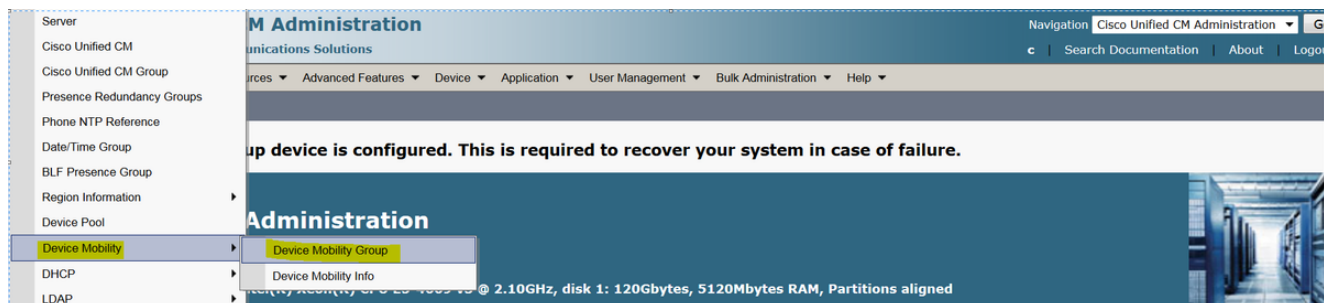 Server
M Administration
Navigation Cisco Unified CM Administration
Cisco Unified CM
unications Solutions
c | Search Documentation | About | Logou
Cisco Unified CM Group
urces Advanced Features Device Application User Management Bulk Administration Help
Presence Redundancy Groups
Phone NTP Reference
Date/Time Group
up device is configured. This is required to recover your system in case of failure.
BLF Presence Group
Region Information
Device Pool
Administration
Device Mobility
Device Mobility Group
DHCP
Device Mobility Info
@ 2.10GHz, disk 1: 120Gbytes, 5120Mbytes RAM, Partitions aligned
LDAP